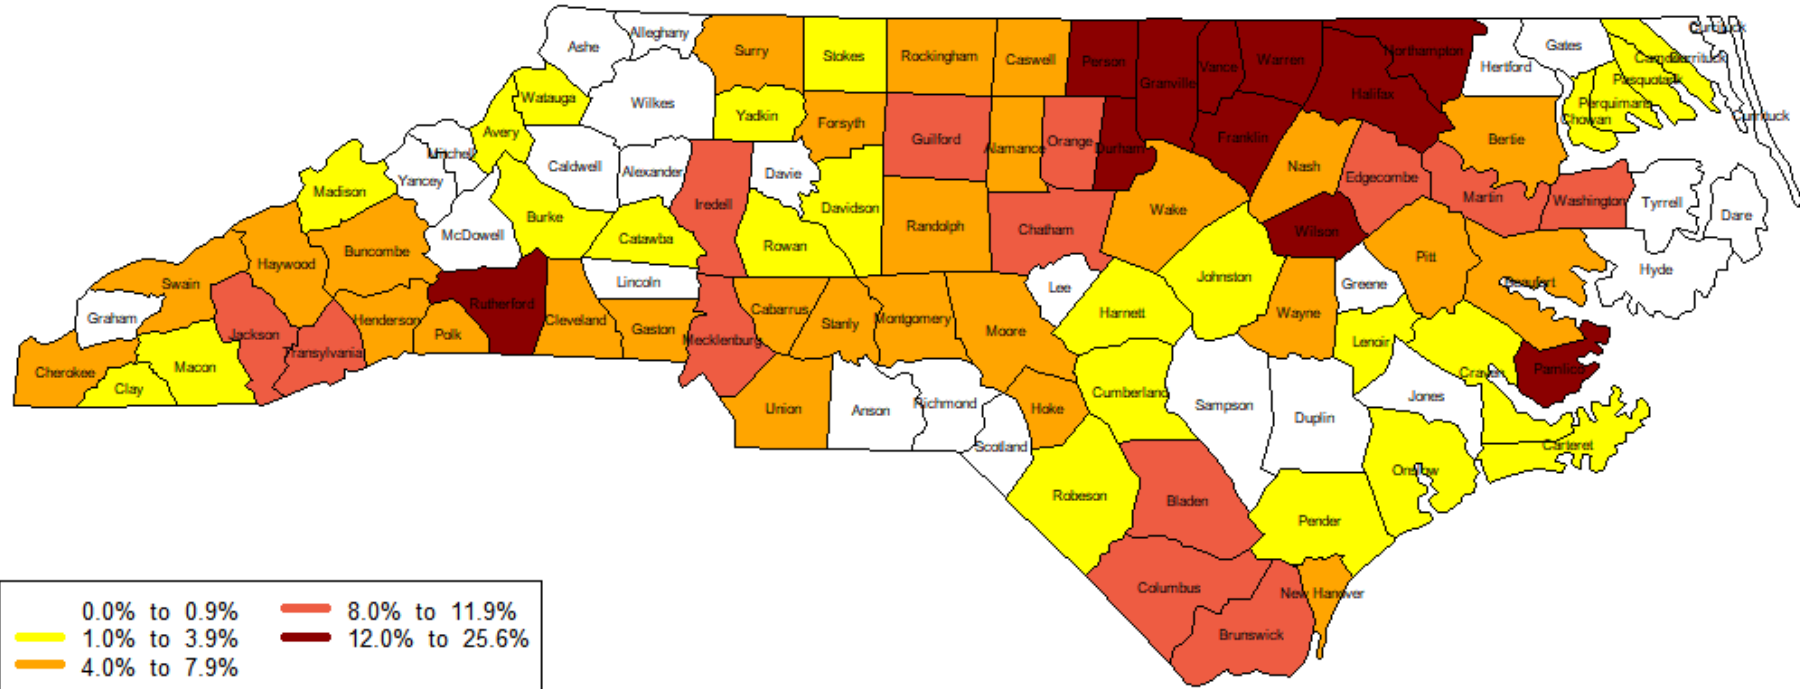 Currituck
Ashe
Alleghany
Surry
Stokes
Rockingham
Caswell
Person
Granville
Vance
Warren
Northampton
Halifax
Hertford
Gates
Camden
Currituck
Pasquotank
Perquimans
Chowan
Currituck
Watauga
Wilkes
Yadkin
Forsyth
Guilford
Alamance
Orange
Durham
Franklin
Nash
Edgecombe
Bertie
Martin
Washington
Tyrrell
Dare
Avery
Mitchell
Yancey
Caldwell
Alexander
Davie
Iredell
Madison
Burke
Catawba
Rowan
Davidson
Randolph
Chatham
Wake
Wilson
Pitt
Beaufort
Hyde
Haywood
Buncombe
McDowell
Swain
Graham
Lincoln
Johnston
Greene
Lee
Harnett
Wayne
Lenoir
Craven
Pamlico
Cherokee
Clay
Macon
Jackson
Transylvania
Henderson
Polk
Rutherford
Cleveland
Gaston
Mecklenburg
Cabarrus
Stanly
Montgomery
Moore
Union
Anson
Richmond
Scotland
Hoke
Cumberland
Sampson
Duplin
Jones
Carteret
Onslow
Robeson
Bladen
Pender
Columbus
New Hanover
Brunswick
0.0% to 0.9%
1.0% to 3.9%
4.0% to 7.9%
8.0% to 11.9%
12.0% to 25.6%